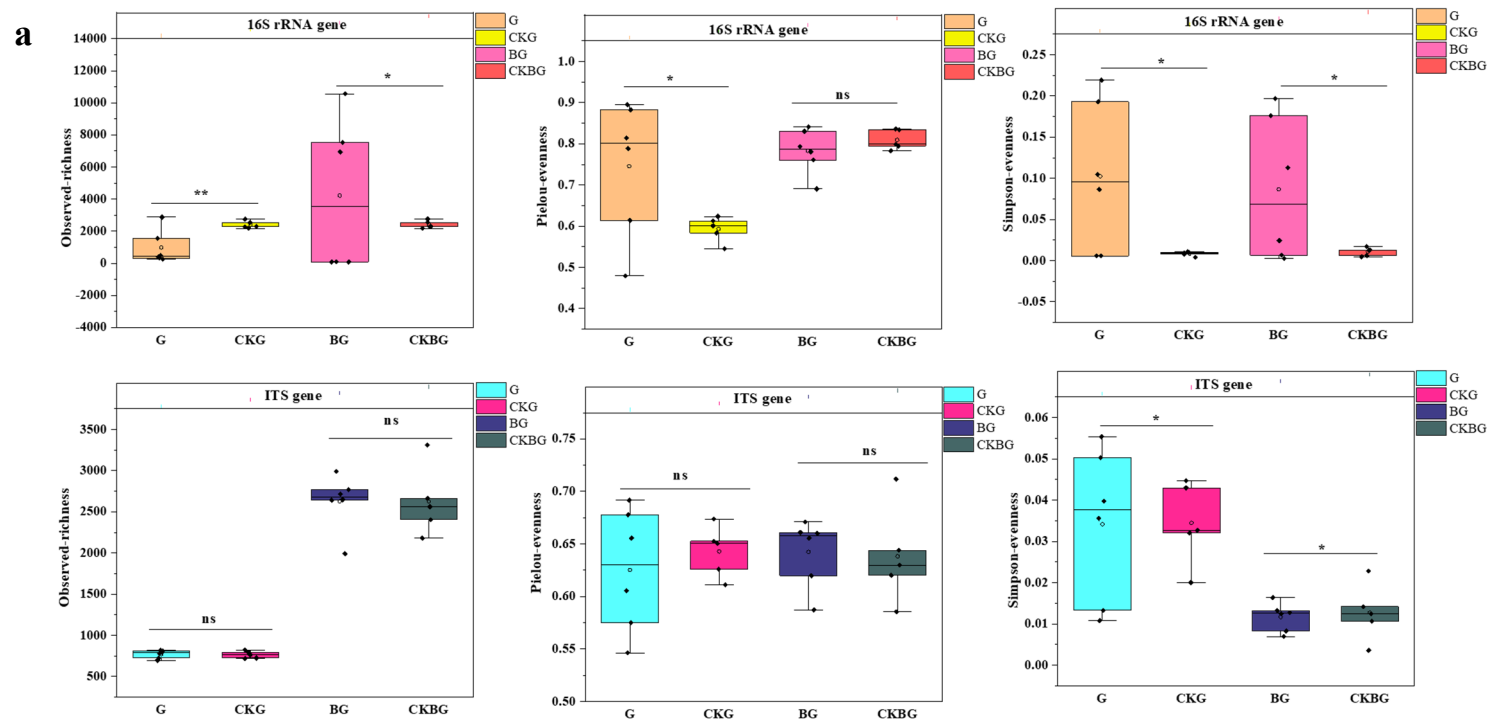 a
16S rRNA gene
G
CKG
BG
CKBG
14000
12000
10000
8000
6000
4000
2000
0
-2000
-4000
Observed-richness
**
*
G CKG BG CKBG
16S rRNA gene
G
CKG
BG
CKBG
1.0
0.9
0.8
0.7
0.6
0.5
0.4
Pielou-evenness
*
ns
G CKG BG CKBG
16S rRNA gene
G
CKG
BG
CKBG
0.25
0.20
0.15
0.10
0.05
0.00
-0.05
Simpson-evenness
*
*
G CKG BG CKBG
ITS gene
G
CKG
BG
CKBG
3500
3000
2500
2000
1500
1000
500
Observed-richness
ns
ns
G CKG BG CKBG
ITS gene
G
CKG
BG
CKBG
0.75
0.70
0.65
0.60
0.55
0.50
Pielou-evenness
ns
ns
G CKG BG CKBG
ITS gene
G
CKG
BG
CKBG
0.06
0.05
0.04
0.03
0.02
0.01
0.00
Simpson-evenness
*
*
G CKG BG CKBG